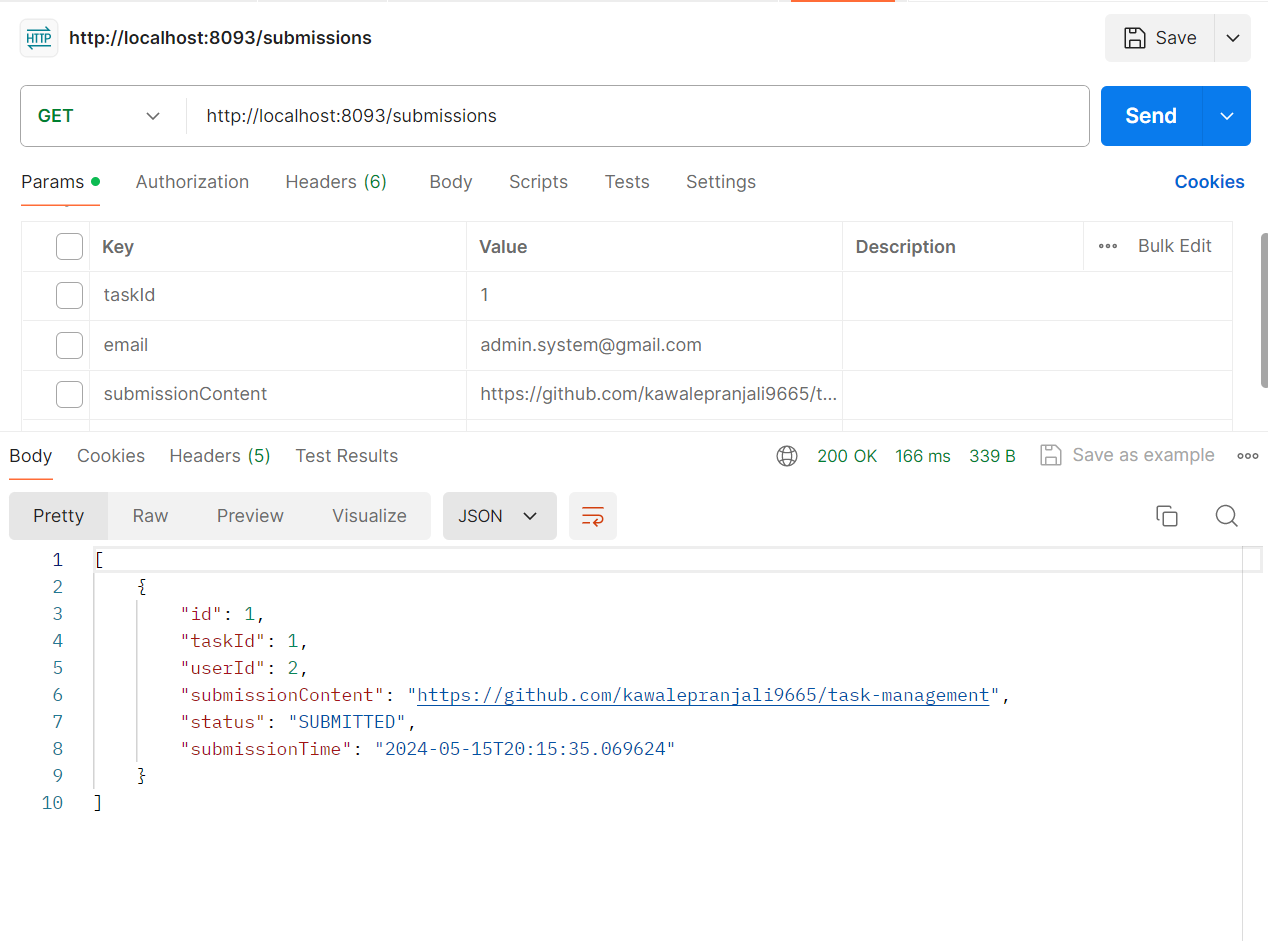 HTTP http://localhost:8093/submissions Save
GET http://localhost:8093/submissions Send
Params Authorization Headers (6) Body Scripts Tests Settings Cookies
Key Value Description Bulk Edit
taskId 1
email admin.system@gmail.com
submissionContent https://github.com/kawalepranjali9665/t...
Body Cookies Headers (5) Test Results 200 OK 166 ms 339 B Save as example
Pretty Raw Preview Visualize JSON
1 [
2 {
3 "id": 1,
4 "taskId": 1,
5 "userId": 2,
6 "submissionContent": "https://github.com/kawalepranjali9665/task-management",
7 "status": "SUBMITTED",
8 "submissionTime": "2024-05-15T20:15:35.069624"
9 }
10 ]